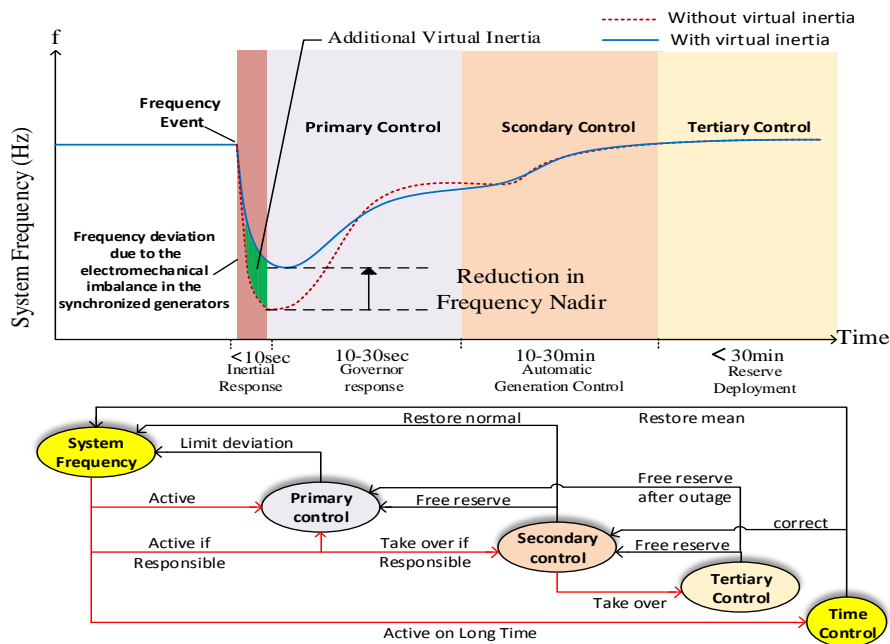 f
Additional Virtual Inertia
Without virtual inertia
With virtual inertia
System Frequency (Hz)
Frequency
Event
Primary Control
Scondary Control
Tertiary Control
Frequency deviation
due to the
electromechanical
imbalance in the
synchronized generators
Reduction in
Frequency Nadir
Time
<10sec
Inertial
Response
10-30sec
Governor
response
10-30min
Automatic
Generation Control
< 30min
Reserve
Deployment
Restore normal
Restore mean
System
Frequency
Limit deviation
Active
Primary
control
Free reserve
Free reserve
after outage
Active if
Responsible
Take over if
Responsible
Secondary
control
correct
Free reserve
Tertiary
Control
Take over
Time
Control
Active on Long Time